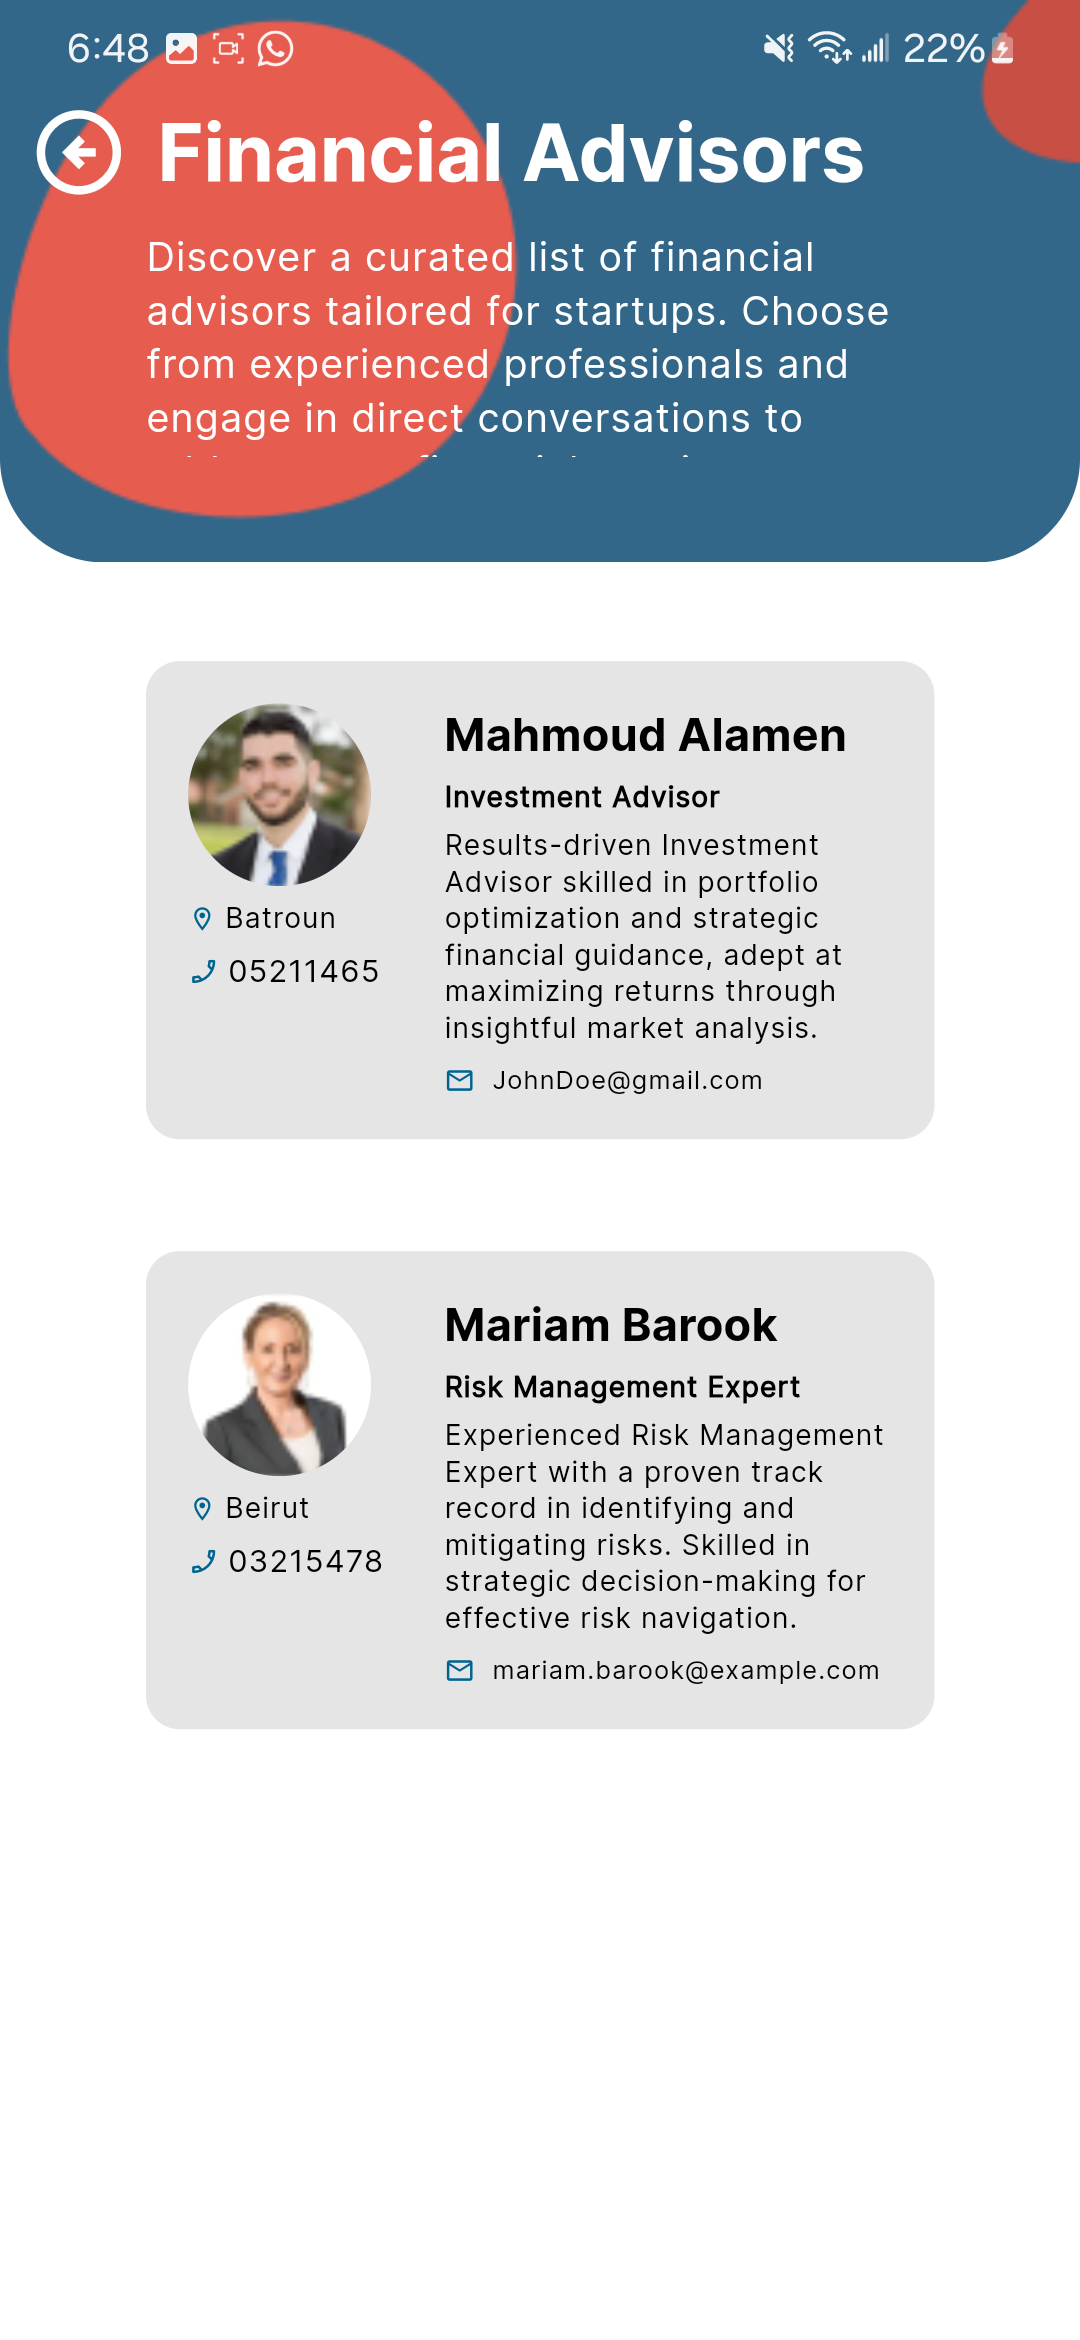 6:48 22%
Financial Advisors
Discover a curated list of financial
advisors tailored for startups. Choose
from experienced professionals and
engage in direct conversations to
Mahmoud Alamen
Investment Advisor
Results-driven Investment
Advisor skilled in portfolio
optimization and strategic
financial guidance, adept at
maximizing returns through
insightful market analysis.
JohnDoe@gmail.com
Batroun
05211465
Mariam Barook
Risk Management Expert
Experienced Risk Management
Expert with a proven track
record in identifying and
mitigating risks. Skilled in
strategic decision-making for
effective risk navigation.
mariam.barook@example.com
Beirut
03215478